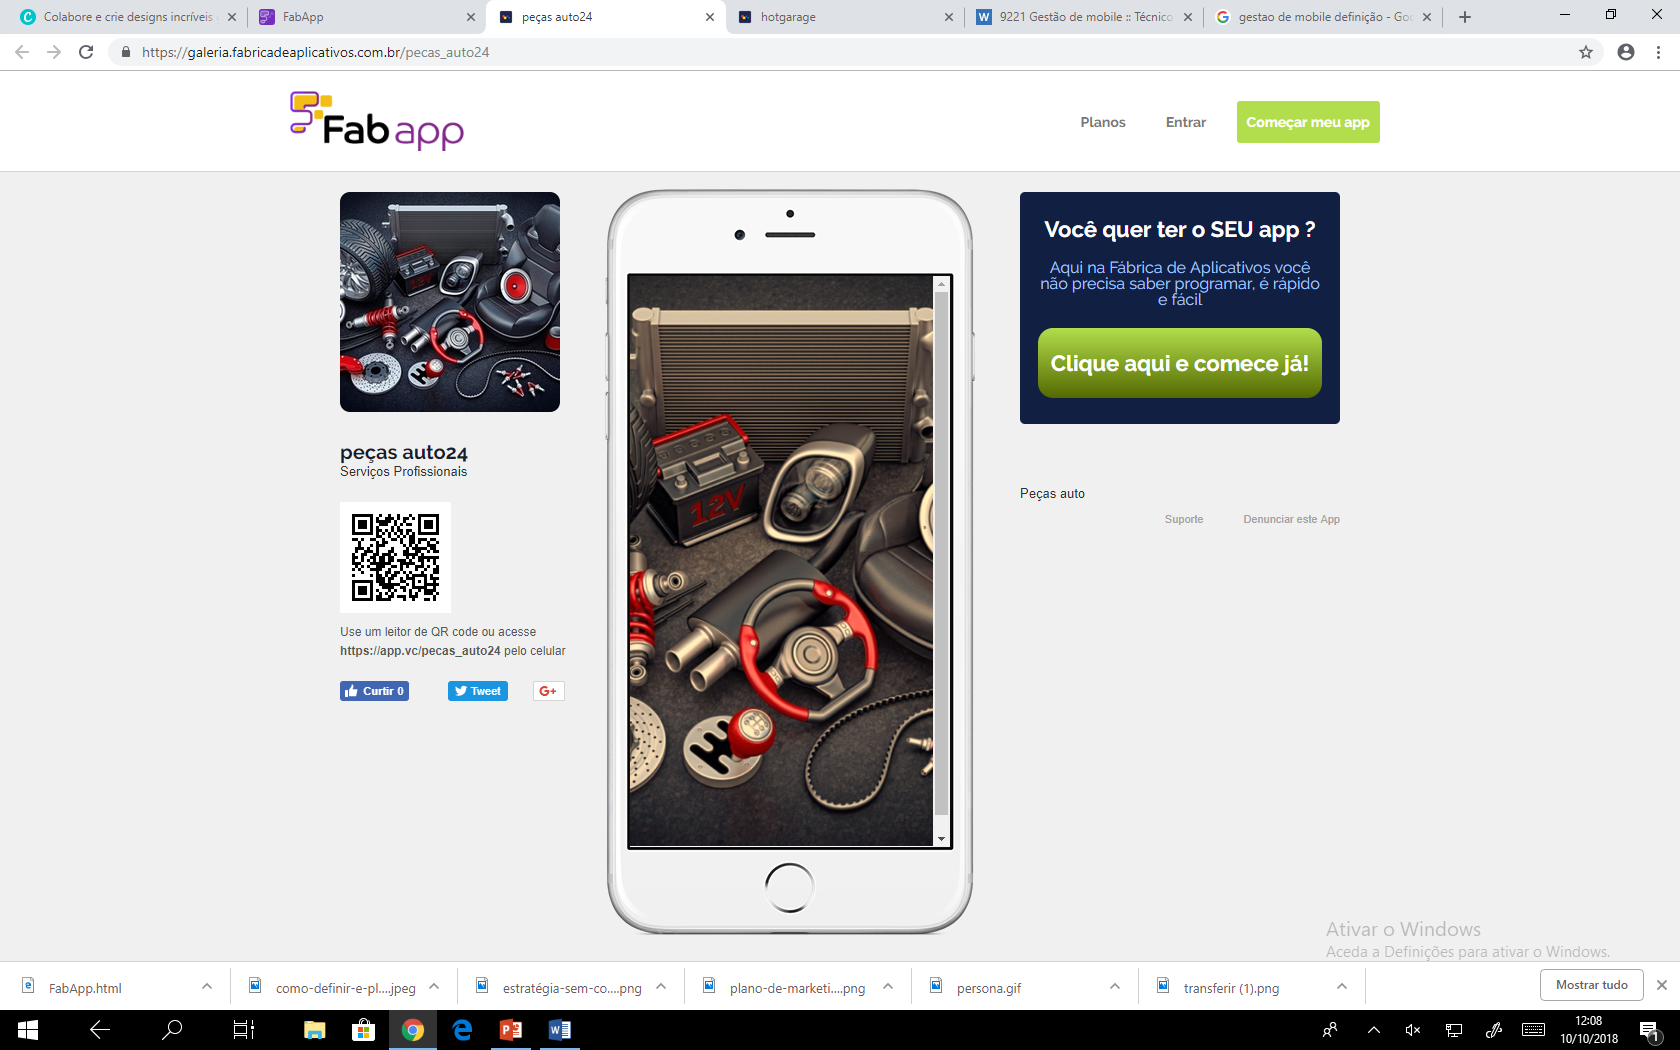 Colabore e crie designs incríveis
FabApp
peças auto24
hotgarage
9221 Gestão de mobile :: Técnico
gestao de mobile definição - Goo
https://galeria.fabricadeaplicativos.com.br/pecas_auto24
Fabapp
Planos
Entrar
Começar meu app
Você quer ter o SEU app ?
Aqui na Fábrica de Aplicativos você
não precisa saber programar, é rápido
e fácil
Clique aqui e comece já!
12V
peças auto24
Serviços Profissionais
Peças auto
Suporte
Denunciar este App
Use um leitor de QR code ou acesse
https://app.vc/pecas_auto24 pelo celular
Curtir 0
Tweet
G+
Ativar o Windows
Aceda a Definições para ativar o Windows.
FabApp.html
como-definir-e-pl....jpeg
estratégia-sem-co....png
plano-de-marketi....png
persona.gif
transferir (1).png
Mostrar tudo
12:08
10/10/2018
1